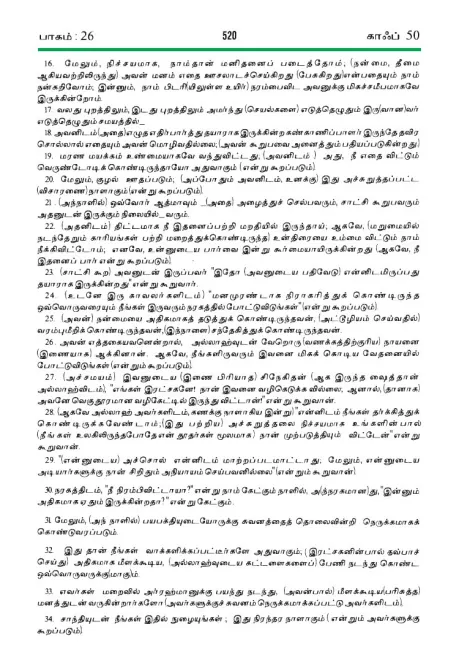 பாகம் : 26 520 காஃப் 50
16. மேலும், நிச்சயமாக, நாம்தான் மனிதனைப் படைத்தோம்; (நன்மை, தீமை
ஆகியவற்றிலிருந்து) அவன் மனம் எதை ஊசலாடச்செய்கிறது (பேசுகிறது)என்பதையும் நாம்
நன்கறிவோம்; இன்னும், நாம் பிடரியிலுள்ள உயிர்) நரம்பைவிட அவனுக்கு மிகச்சமீபமாகவே
இருக்கின்றோம்.
17. வலது புறத்திலும், இடது புறத்திலும் அமர்ந்து (செயல்களை) எடுத்தெழுதும் இரு(வான)வர்
எடுத்தெழுதும் சமயத்தில்_
18. அவனிடம் (அதை)எழுத எதிர்பார்த்து தயாராக இருக்கின்ற கண்காணிப்பாளர் இருந்தே தவிர
சொல்லால் எதையும் அவன் மொழிவதில்லை; (அவன் கூறுபவை அனைத்தும் பதியப்படுகின்றது)
19. மரண மயக்கம் உண்மையாகவே வந்துவிட்டது; (அவனிடம் ) அது, நீ எதை விட்டும்
வெருண்டோடிக் கொண்டிருந்தாயோ அதுவாகும் (என்று கூறப்படும்).
20. மேலும், குழல் ஊதப்படும்; (அப்போதும் அவனிடம், உனக்கு) இது அச்சுறுத்தப்பட்ட
(விசாரணை) நாளாகும் (என்று கூறப்படும்).
21. (அந்நாளில்) ஒவ்வோர் ஆத்மாவும் _(அதை) அழைத்துச் செல்பவரும், சாட்சி கூறுபவரும்
அதனுடன் இருக்கும் நிலையில்_ வரும்.
22. (அதனிடம்) திட்டமாக நீ இதனைப்பற்றி மறதியில் இருந்தாய்; ஆகவே, (மறுமையில்
நடந்தேறும் காரியங்கள் பற்றி மறைத்துக்கொண்டிருந்த) உன் திரையை உம்மை விட்டும் நாம்
நீக்கிவிட்டோம்; எனவே, உன்னுடைய பார்வை இன்று கூர்மையாயிருக்கின்றது (ஆகவே, நீ
இதனைப் பார் என்று கூறப்படும்).
23. (சாட்சி கூற) அவனுடன் இருப்பவர் "இதோ (அவனுடைய பதிவேடு) என்னிடமிருப்பது
தயாராக இருக்கின்றது" என்று கூறுவார்.
24. (உடனே இரு காவலர்களிடம்) "மனமுரண்டாக நிராகரித்துக் கொண்டிருந்த
ஒவ்வொருவரையும் நீங்கள் இருவரும் நரகத்தில் போட்டுவிடுங்கள்" (என்று கூறப்படும்)
25. (அவன்) நன்மையை அதிகமாகத் தடுத்துக் கொண்டிருந்தவன், (அட்டூழியம் செய்வதில்)
வரம்புமீறிக் கொண்டிருந்தவன், (இந்நாளை) சந்தேகித்துக் கொண்டிருந்தவன்.
26. அவன் எத்தகையவனென்றால், அல்லாஹ்வுடன் வேறொரு (வணக்கத்திற்குரிய) நாயனை
(இணையாக) ஆக்கினான். ஆகவே, நீங்களிருவரும் இவனை மிகக் கொடிய வேதனையில்
போட்டுவிடுங்கள் (என்றும் கூறப்படும்).
27. (அச்சமயம்) இவனுடைய (இணை பிரியாத) சிநேகிதன் (ஆக இருந்த ஷைத்தான்
அல்லாஹ்விடம்), "எங்கள் இரட்சகனே! நான் இவனை வழிகெடுக்கவில்லை, ஆனால், (தானாக)
அவனே வெகுதூரமான வழிகேட்டில் இருந்து விட்டான்" என்று கூறுவான்.
28. (ஆகவே அல்லாஹ் அவர்களிடம், கணக்கு நாளாகிய இன்று) "என்னிடம் நீங்கள் தர்க்கித்துக்
கொண்டிருக்கவேண்டாம்; (இது பற்றிய) அச்சுறுத்தலை நிச்சயமாக உங்களின்பால்
(நீங்கள் உலகிலிருந்தபோதே என் தூதர்கள் மூலமாக) நான் முற்படுத்தியும் விட்டேன்" என்று
கூறுவான்.
29. "(என்னுடைய) அச்சொல் என்னிடம் மாற்றப்படமாட்டாது; மேலும், என்னுடைய
அடியார்களுக்கு நான் சிறிதும் அநியாயம் செய்பவனில்லை" (என்றும் கூறுவான்).
30. நரகத்திடம், "நீ நிரம்பிவிட்டாயா?" என்று நாம் கேட்கும் நாளில், அ(ந்நரகமான)து, "இன்னும்
அதிகமாக ஏதும் இருக்கின்றதா?" என்று கேட்கும்.
31. மேலும், (அந் நாளில்) பயபக்தியுடையோருக்கு சுவனத்தைத் தொலைவின்றி நெருக்கமாகக்
கொண்டுவரப்படும்.
32. இது தான் நீங்கள் வாக்களிக்கப்பட்டீர்களே அதுவாகும்; (இரட்சகனின்பால் தவ்பாச்
செய்து) அதிகமாக மீளக்கூடிய, (அல்லாஹ்வுடைய கட்டளைகளைப்) பேணி நடந்து கொண்ட
ஒவ்வொருவருக்கு(மாகு)ம்.
33. எவர்கள் மறைவில் அர்ரஹ்மானுக்கு பயந்து நடந்து, (அவன்பால்) மீளக்கூடிய(பரிசுத்த)
மனத்துடன் வருகின்றார்களோ (அவர்களுக்குச் சுவனம் நெருக்கமாக்கப்பட்டு அவர்களிடம்),
34. சாந்தியுடன் நீங்கள் இதில் நுழையுங்கள் ; இது நிரந்தர நாளாகும் ( என்றும் அவர்களுக்கு
கூறப்படும்)